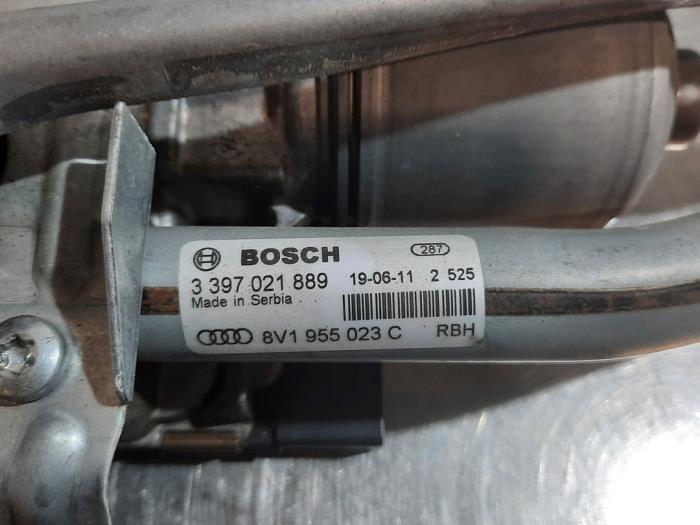 BOSCH 287
3 397 021 889 19-06-11 2 525
Made in Serbia
8V1 955 023 C RBH